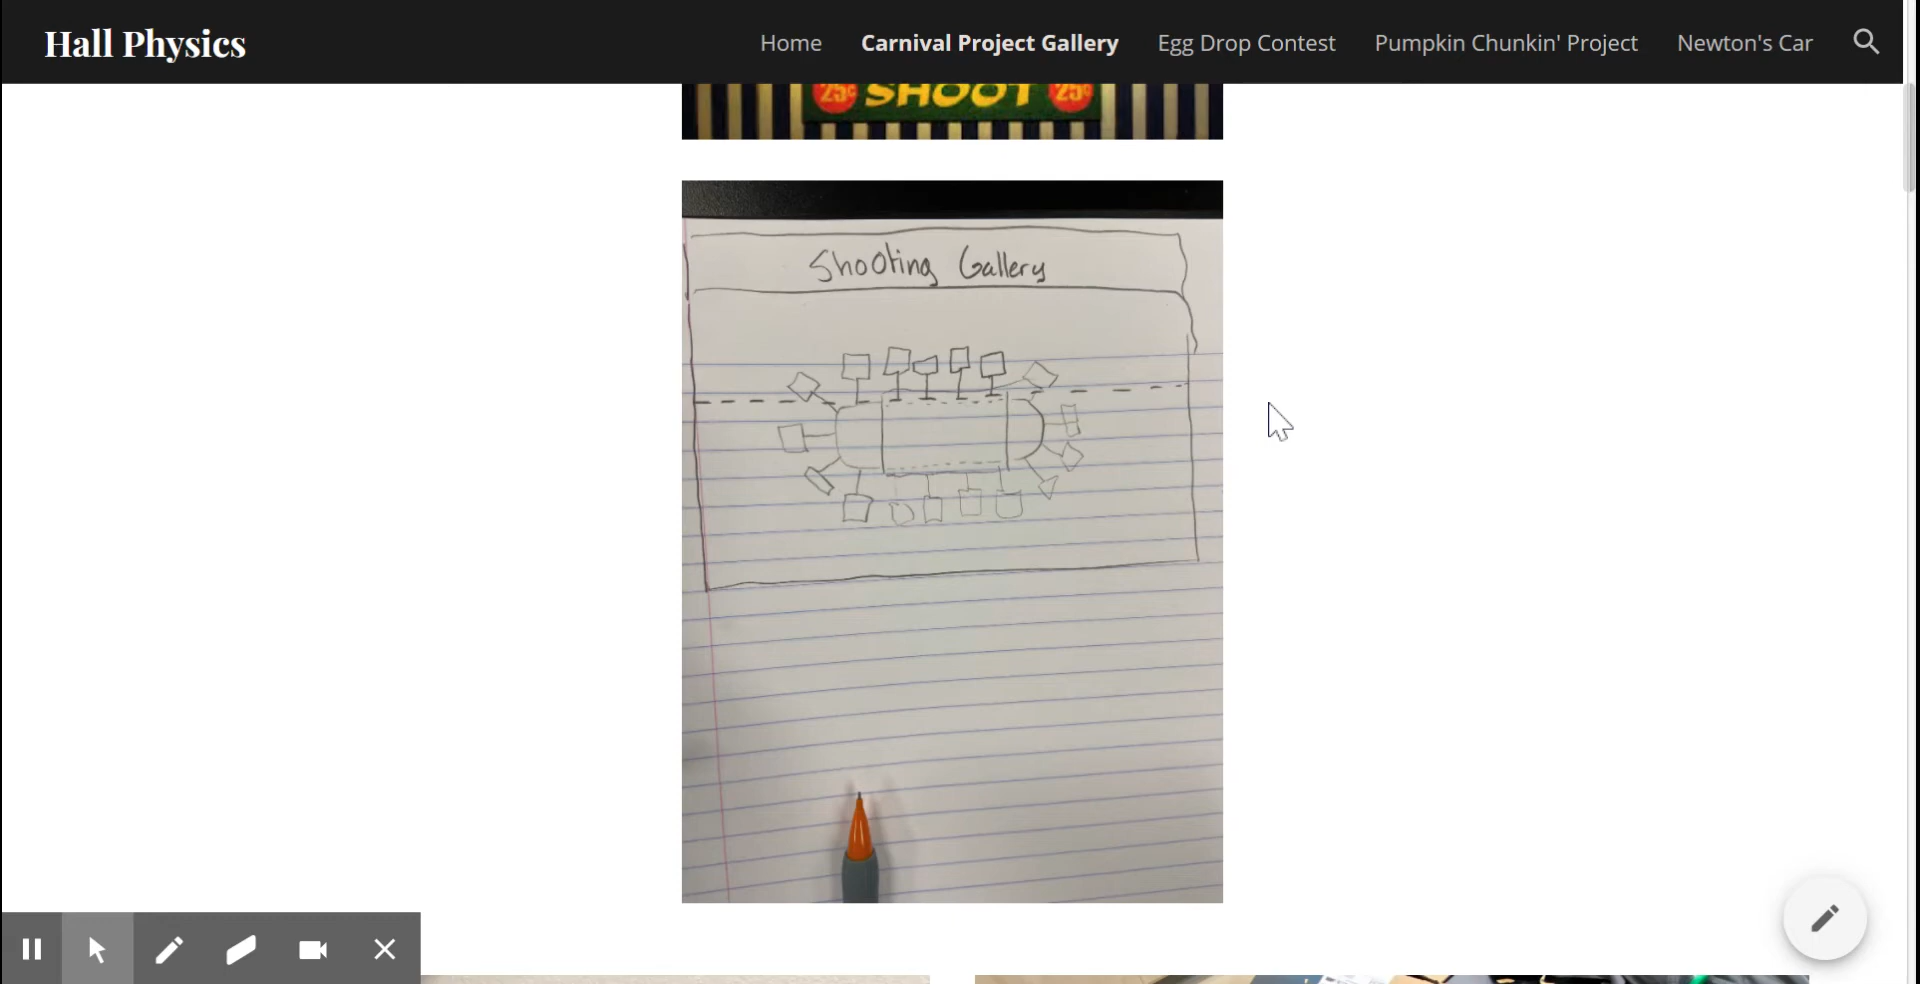 Hall Physics
Home
Carnival Project Gallery
Egg Drop Contest
Pumpkin Chunkin' Project
Newton's Car
25¢ SHOOT 25¢
Shooting Gallery